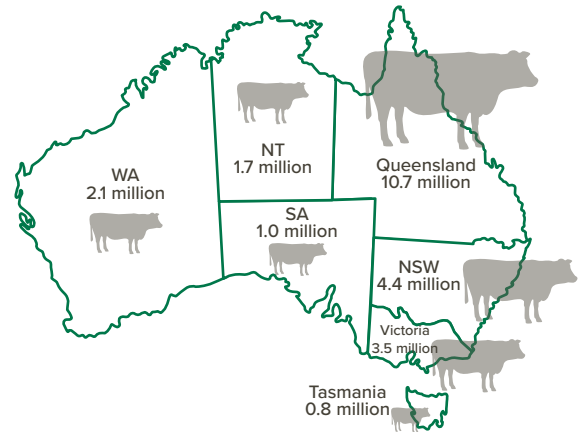 NT
1.7 million
Queensland
10.7 million
WA
2.1 million
SA
1.0 million
NSW
4.4 million
Victoria
3.5 million
Tasmania
0.8 million